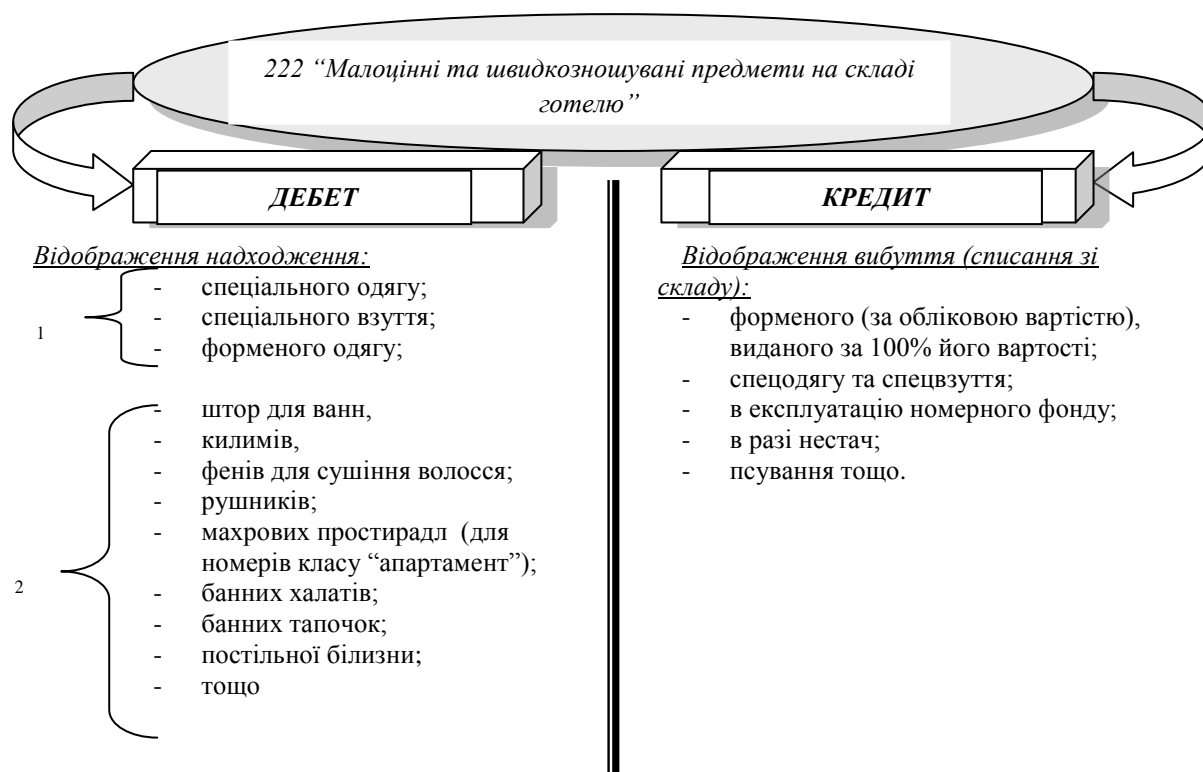 222 “Малоцінні та швидкозношувані предмети на складі
готелю”
ДЕБЕТ
Відображення надходження:
1
- спеціального одягу;
- спеціального взуття;
- форменого одягу;
2
- штор для ванн,
- килимів,
- фенів для сушіння волосся;
- рушників;
- махрових простирадл (для
номерів класу “апартамент”);
- банних халатів;
- банних тапочок;
- постільної білизни;
- тощо
КРЕДИТ
Відображення вибуття (списання зі
складу):
- форменого (за обліковою вартістю),
виданого за 100% його вартості;
- спецодягу та спецвзуття;
- в експлуатацію номерного фонду;
- в разі нестач;
- псування тощо.